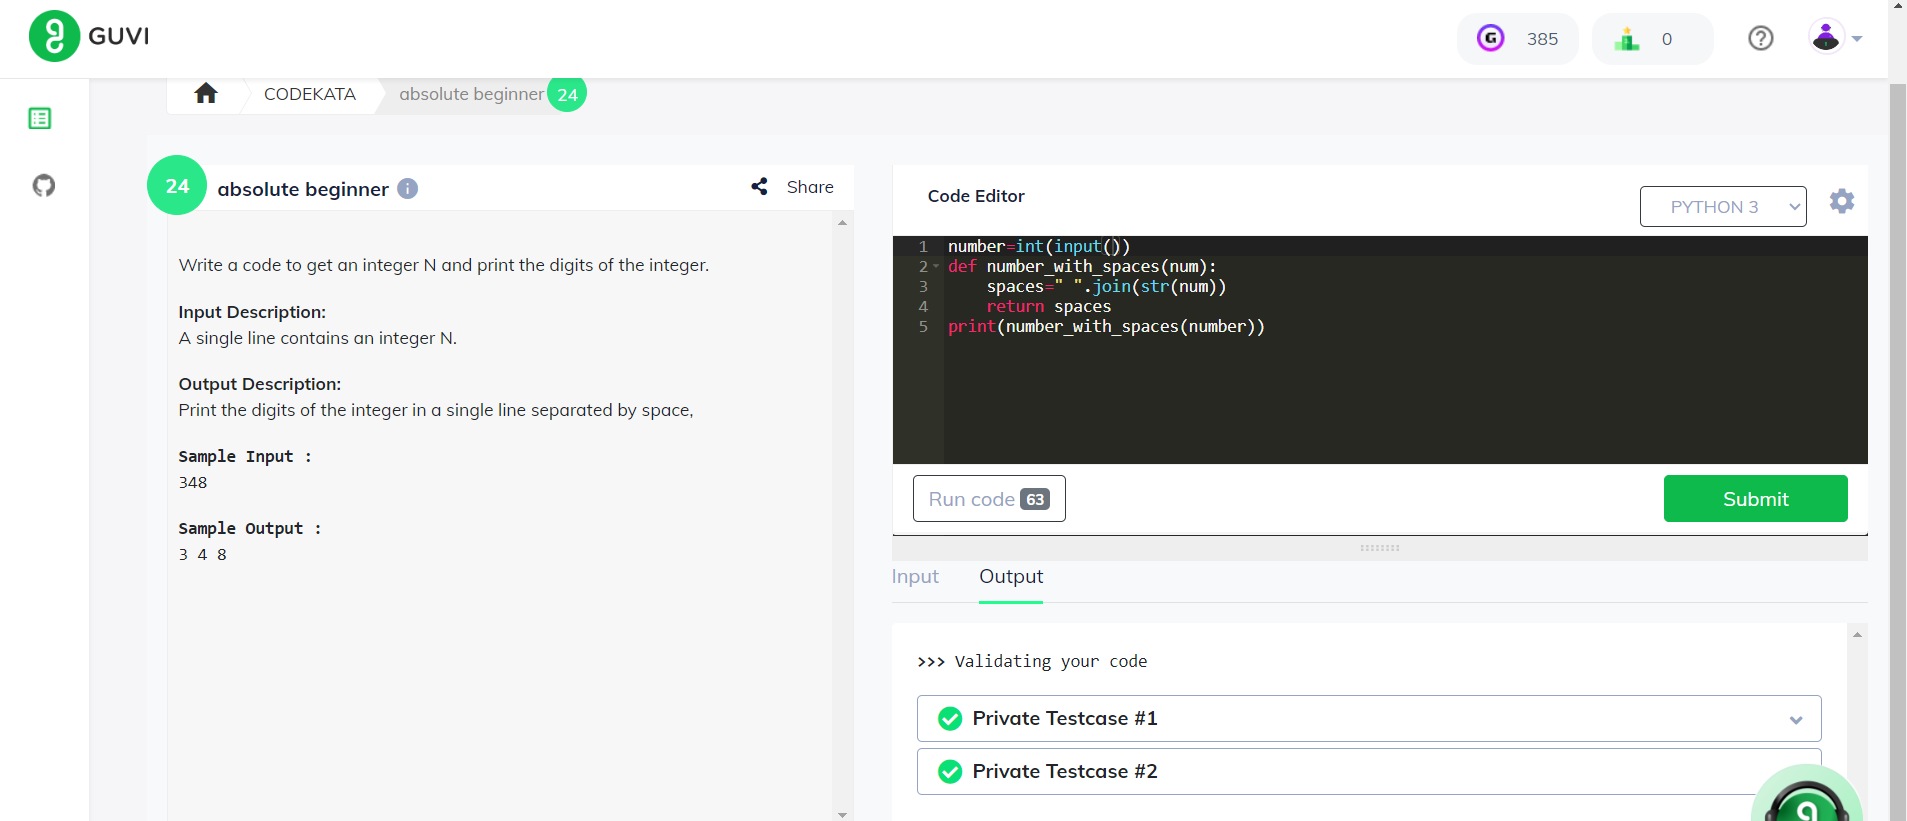 GUVI
385
0
CODEKATA
absolute beginner 24
24 absolute beginner
Share
Write a code to get an integer N and print the digits of the integer.
Input Description:
A single line contains an integer N.
Output Description:
Print the digits of the integer in a single line separated by space,
Sample Input :
348
Sample Output :
3 4 8
Code Editor
PYTHON 3
1 number=int(input())
2 def number_with_spaces(num):
3     spaces=" ".join(str(num))
4     return spaces
5 print(number_with_spaces(number))
Run code 63
Submit
Input Output
>>> Validating your code
Private Testcase #1
Private Testcase #2